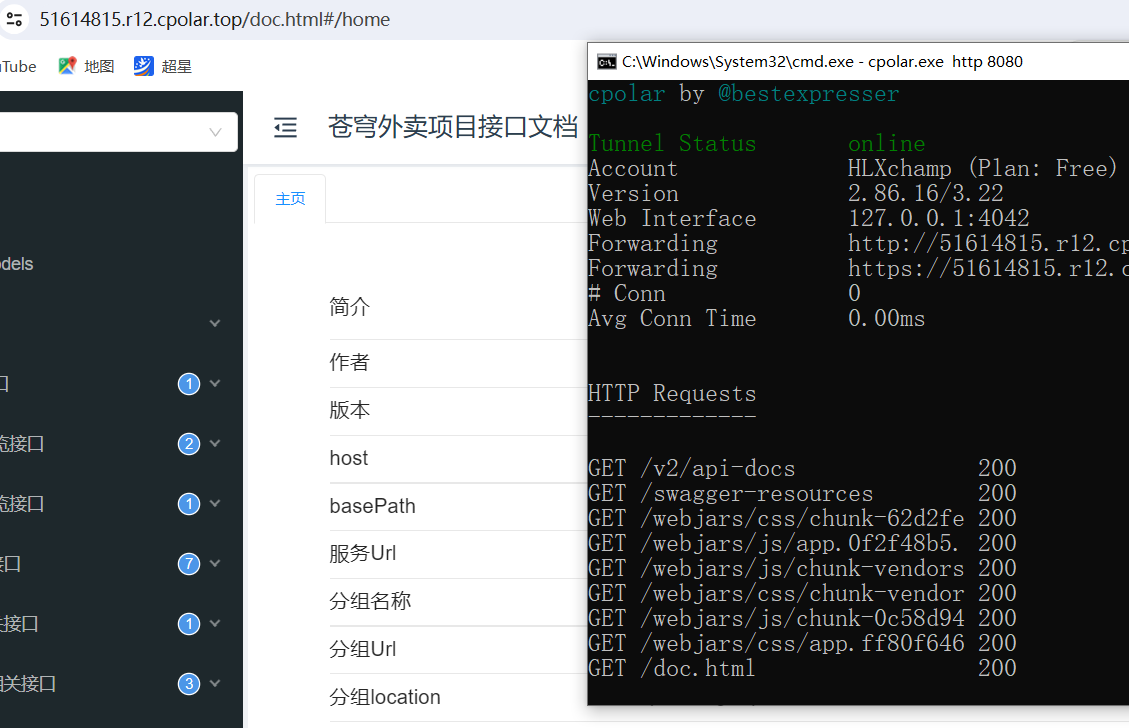 51614815.r12.cpolar.top/doc.html#/home
uTube 地图 超星
苍穹外卖项目接口文档
主页
dels
口 1
览接口 2
览接口 1
接口 7
接口 1
相关接口 3
简介
作者
版本
host
basePath
服务Url
分组名称
分组Url
分组location
C:\Windows\System32\cmd.exe - cpolar.exe http 8080
cpolar by @bestexpresser
Tunnel Status online
Account HLXchamp (Plan: Free)
Version 2.86.16/3.22
Web Interface 127.0.0.1:4042
Forwarding http://51614815.r12.cp
Forwarding https://51614815.r12.c
# Conn 0
Avg Conn Time 0.00ms
HTTP Requests
-------------
GET /v2/api-docs 200
GET /swagger-resources 200
GET /webjars/css/chunk-62d2fe 200
GET /webjars/js/app.0f2f48b5. 200
GET /webjars/js/chunk-vendors 200
GET /webjars/css/chunk-vendor 200
GET /webjars/js/chunk-0c58d94 200
GET /webjars/css/app.ff80f646 200
GET /doc.html 200